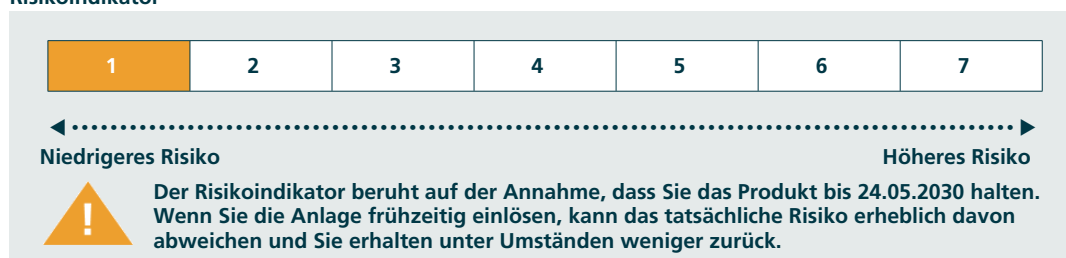 Risikoindikator
1 2 3 4 5 6 7
Niedrigeres Risiko Höheres Risiko
! Der Risikoindikator beruht auf der Annahme, dass Sie das Produkt bis 24.05.2030 halten.
Wenn Sie die Anlage frühzeitig einlösen, kann das tatsächliche Risiko erheblich davon
abweichen und Sie erhalten unter Umständen weniger zurück.